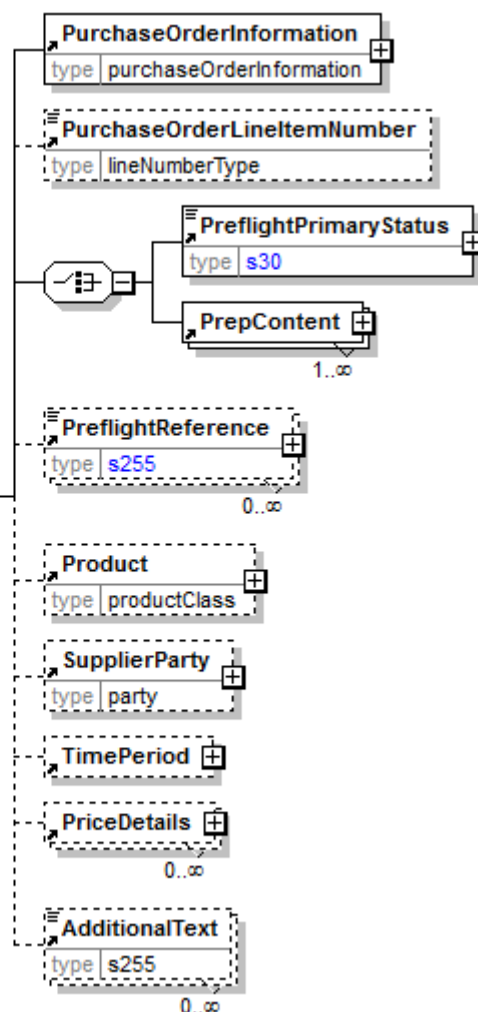 PurchaseOrderInformation
type purchaseOrderInformation
PurchaseOrderLineItemNumber
type lineNumberType
PreflightPrimaryStatus
type s30
PrepContent
1..∞
PreflightReference
type s255
0..∞
Product
type productClass
SupplierParty
type party
TimePeriod
PriceDetails
0..∞
AdditionalText
type s255
0..∞